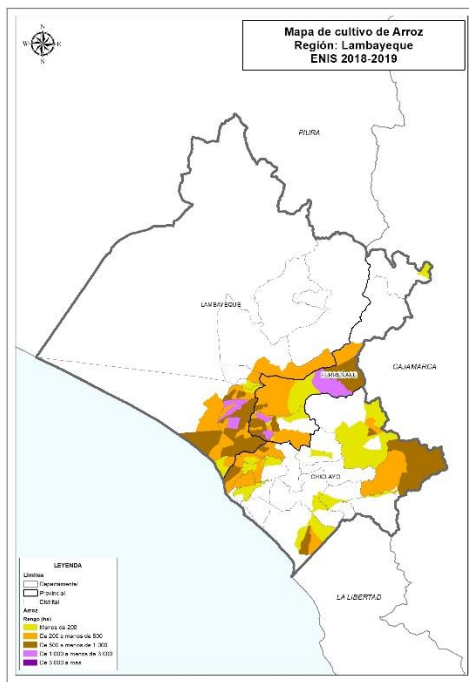 Mapa de cultivo de Arroz
Región: Lambayeque
ENIS 2018-2019
N
W
E
S
PIURA
LAMBAYEQUE
CAJAMARCA
FERREÑAFE
CHICLAYO
LA LIBERTAD
LEYENDA
Límites
Departamental
Provincial
Distrital
Arroz
Rango (ha)
Menos de 200
De 200 a menos de 500
De 500 a menos de 1 000
De 1 000 a menos de 3 000
De 3 000 a mas